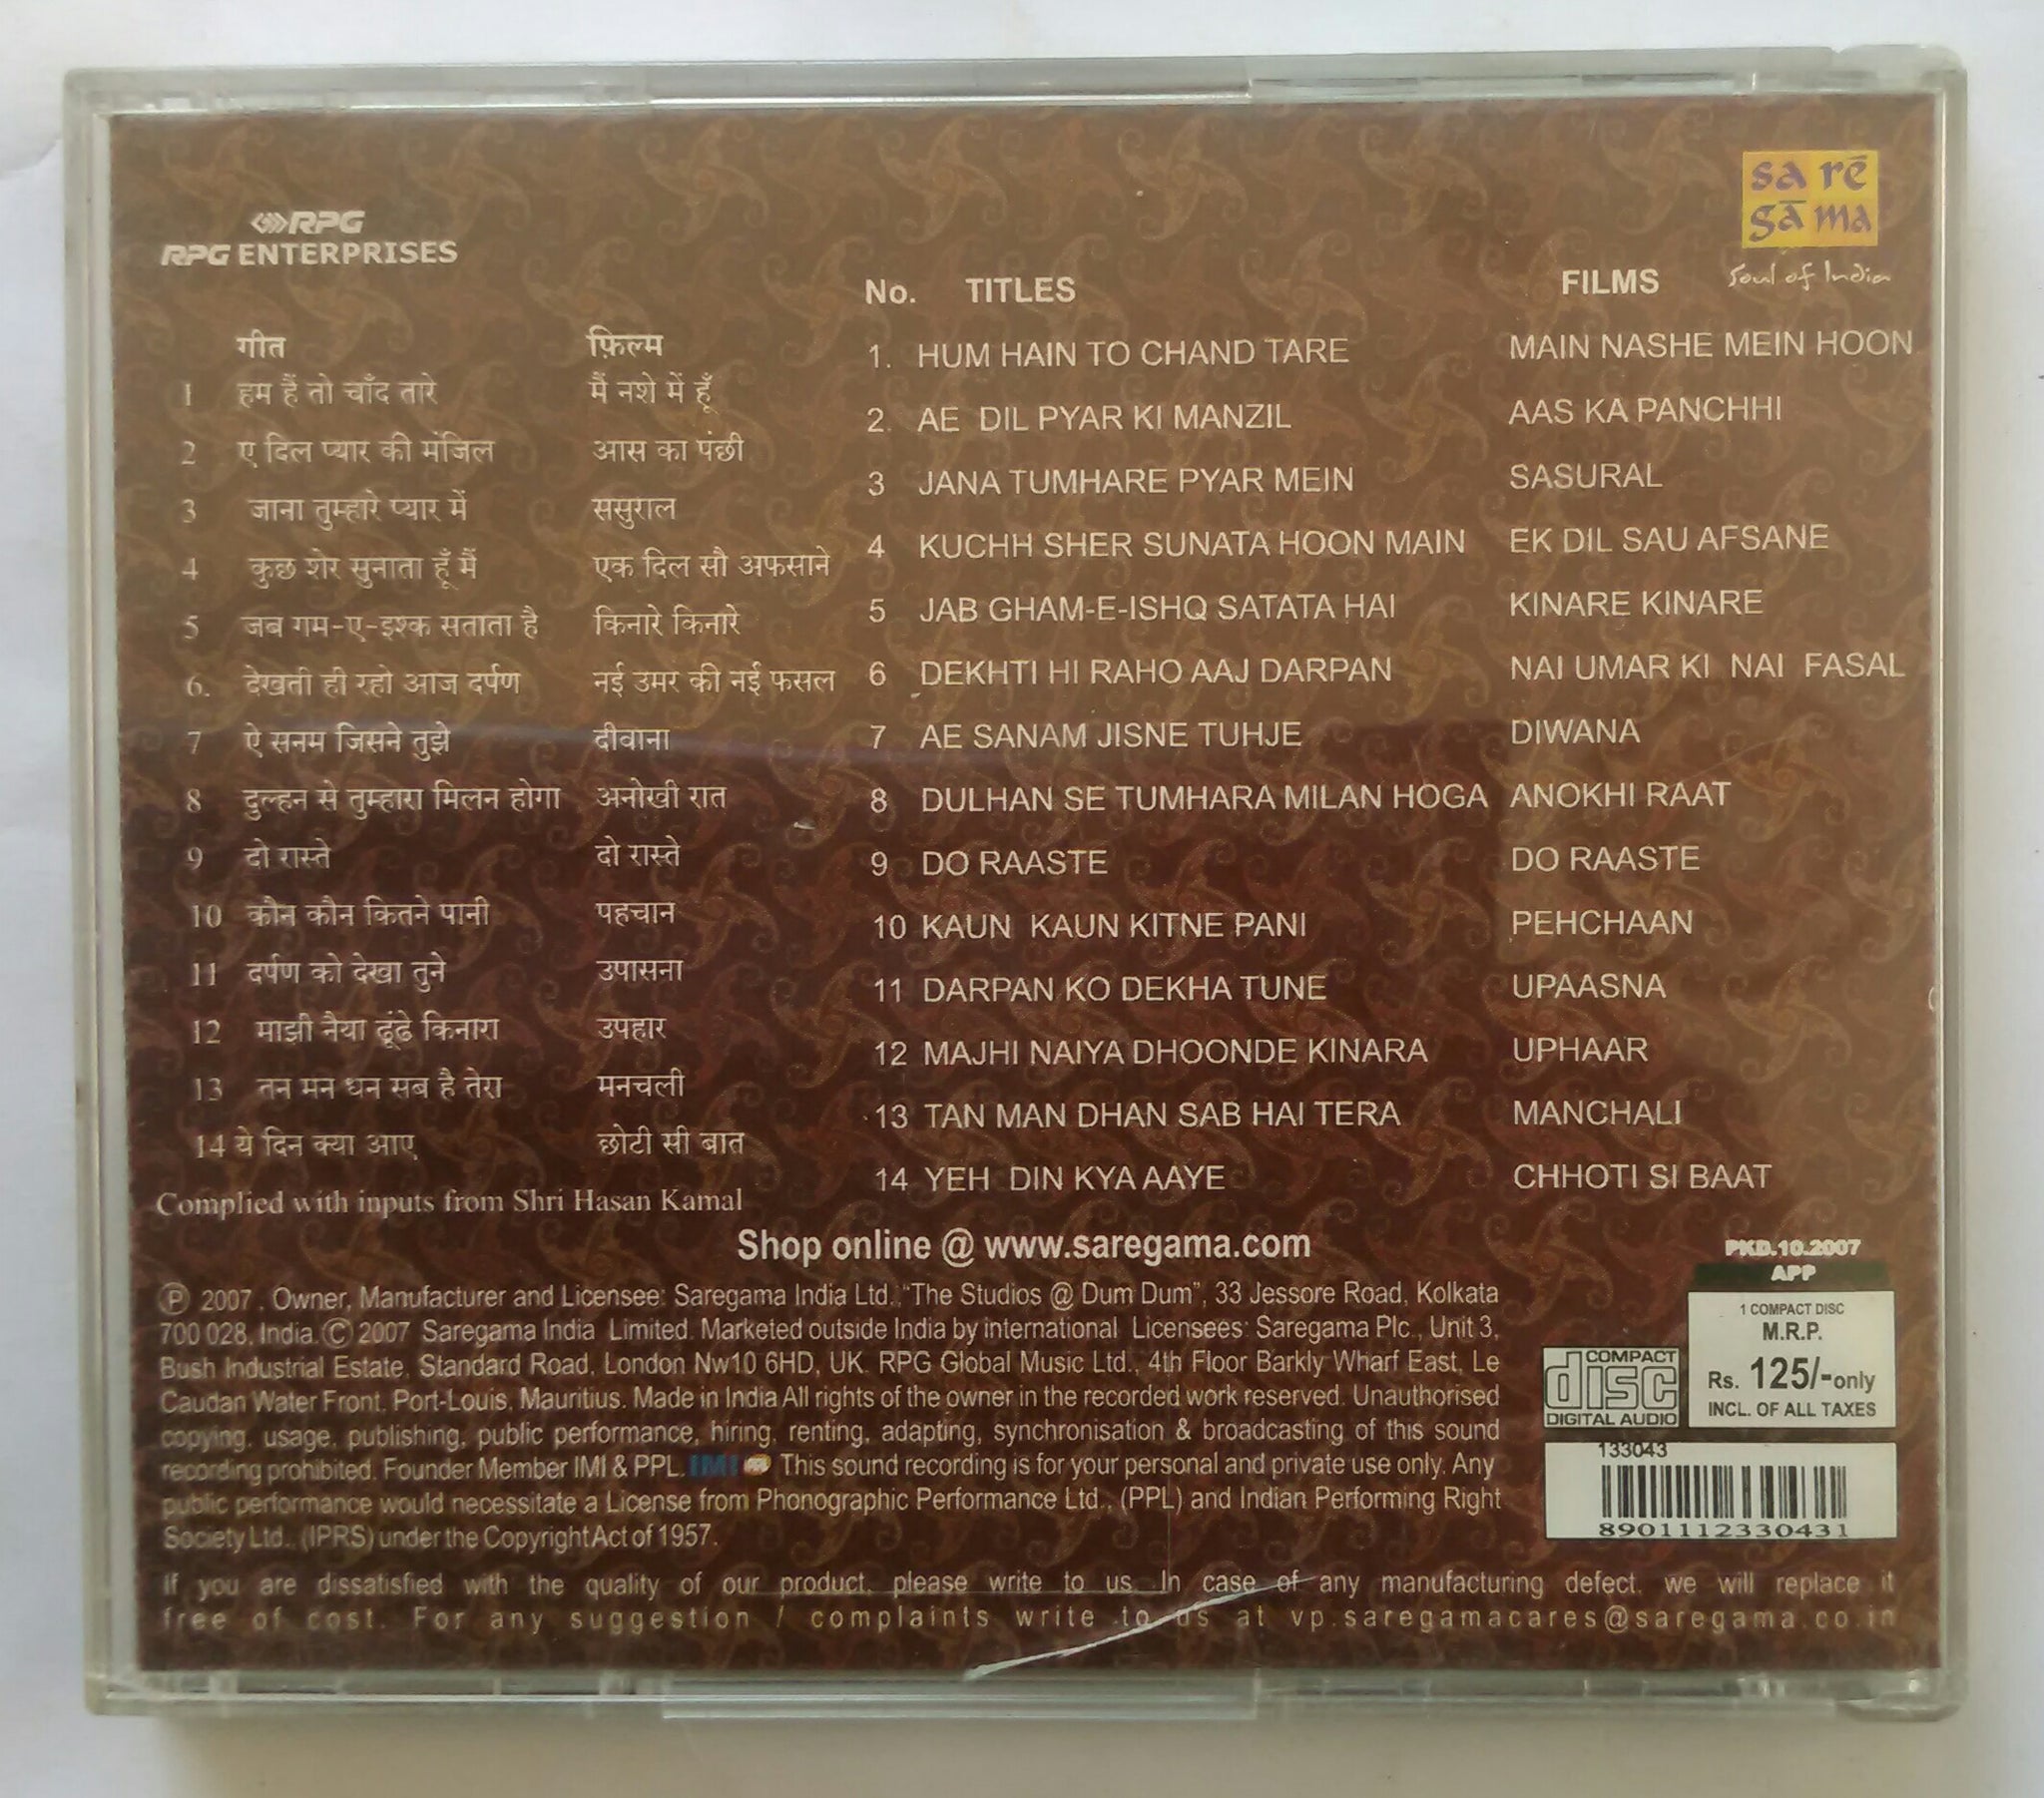 RPG
RPG ENTERPRISES
sa rē
gā ma
Soul of India
गीत फ़िल्म
1 हम हैं तो चाँद तारे मैं नशे में हूँ
2 ए दिल प्यार की मंजिल आस का पंछी
3 जाना तुम्हारे प्यार में ससुराल
4 कुछ शेर सुनाता हूँ मैं एक दिल सौ अफसाने
5 जब गम-ए-इश्क सताता है किनारे किनारे
6. देखती ही रहो आज दर्पण नई उमर की नई फसल
7 ऐ सनम जिसने तुझे दीवाना
8 दुल्हन से तुम्हारा मिलन होगा अनोखी रात
9 दो रास्ते दो रास्ते
10 कौन कौन कितने पानी पहचान
11 दर्पण को देखा तुने उपासना
12 माझी नैया ढूंढे किनारा उपहार
13 तन मन धन सब है तेरा मनचली
14 ये दिन क्या आए छोटी सी बात
Complied with inputs from Shri Hasan Kamal
No. TITLES FILMS
1. HUM HAIN TO CHAND TARE MAIN NASHE MEIN HOON
2. AE DIL PYAR KI MANZIL AAS KA PANCHHI
3 JANA TUMHARE PYAR MEIN SASURAL
4 KUCHH SHER SUNATA HOON MAIN EK DIL SAU AFSANE
5 JAB GHAM-E-ISHQ SATATA HAI KINARE KINARE
6 DEKHTI HI RAHO AAJ DARPAN NAI UMAR KI NAI FASAL
7 AE SANAM JISNE TUHJE DIWANA
8 DULHAN SE TUMHARA MILAN HOGA ANOKHI RAAT
9 DO RAASTE DO RAASTE
10 KAUN KAUN KITNE PANI PEHCHAAN
11 DARPAN KO DEKHA TUNE UPAASNA
12 MAJHI NAIYA DHOONDE KINARA UPHAAR
13 TAN MAN DHAN SAB HAI TERA MANCHALI
14 YEH DIN KYA AAYE CHHOTI SI BAAT
Shop online @ www.saregama.com
℗ 2007. Owner, Manufacturer and Licensee: Saregama India Ltd., "The Studios @ Dum Dum", 33 Jessore Road, Kolkata
700 028, India. © 2007 Saregama India Limited. Marketed outside India by international Licensees: Saregama Plc., Unit 3,
Bush Industrial Estate, Standard Road, London Nw10 6HD, UK. RPG Global Music Ltd., 4th Floor Barkly Wharf East, Le
Caudan Water Front, Port-Louis, Mauritius. Made in India All rights of the owner in the recorded work reserved. Unauthorised
copying, usage, publishing, public performance, hiring, renting, adapting, synchronisation & broadcasting of this sound
recording prohibited. Founder Member IMI & PPL. IMI This sound recording is for your personal and private use only. Any
public performance would necessitate a License from Phonographic Performance Ltd., (PPL) and Indian Performing Right
Society Ltd., (IPRS) under the Copyright Act of 1957.
If you are dissatisfied with the quality of our product, please write to us. In case of any manufacturing defect, we will replace it
free of cost. For any suggestion / complaints write to us at vp.saregamacares@saregama.co.in
PKD.10.2007
APP
1 COMPACT DISC
M.R.P.
Rs. 125/-only
INCL. OF ALL TAXES
COMPACT
disc
DIGITAL AUDIO
133043
8901112330431